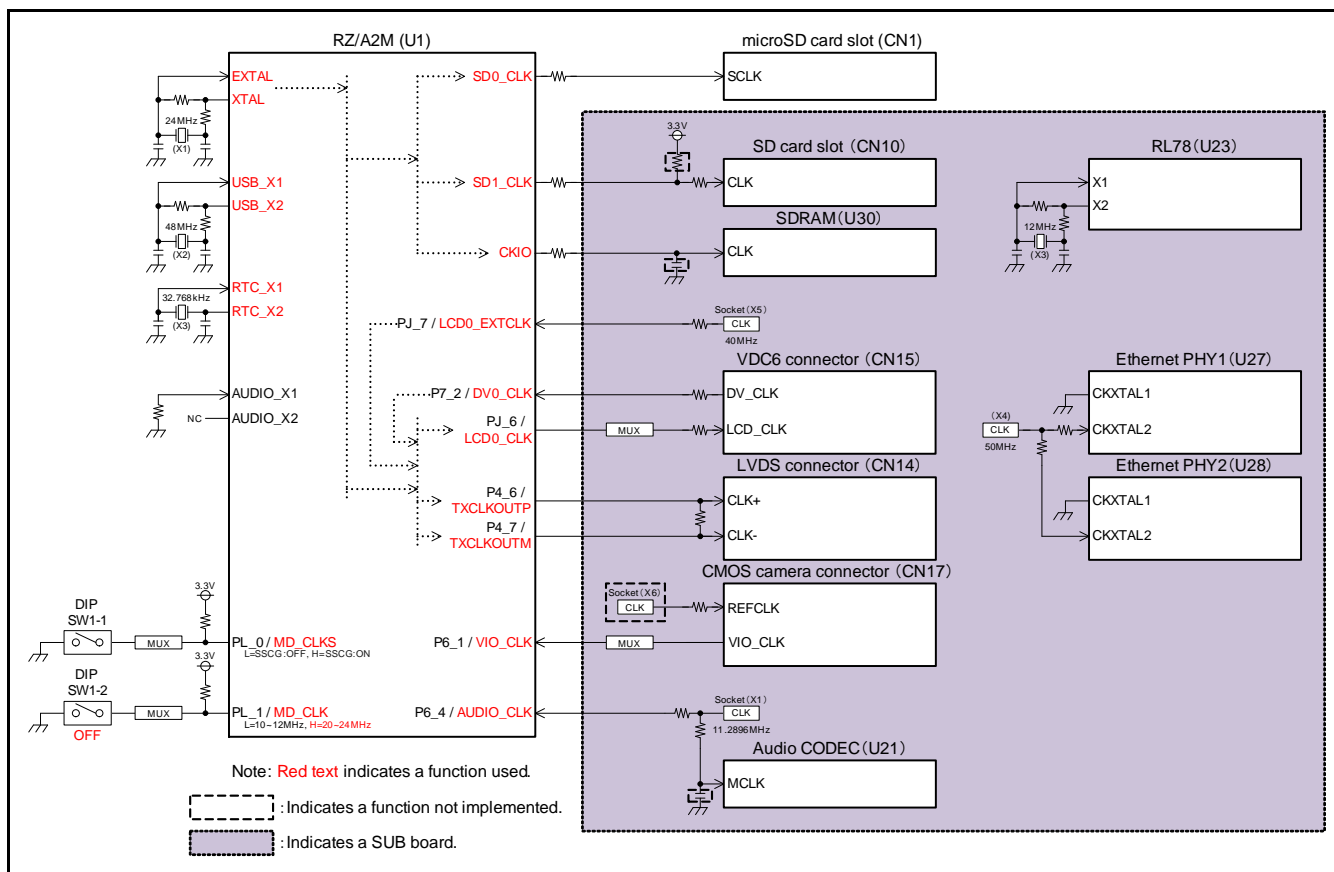 RZ/A2M (U1)
microSD card slot (CN1)
EXTAL
XTAL
24MHz
(X1)
SD0_CLK
SCLK
3.3V
SD card slot (CN10)
RL78(U23)
USB_X1
USB_X2
48MHz
(X2)
SD1_CLK
CLK
X1
X2
12MHz
(X3)
SDRAM(U30)
CKIO
CLK
RTC_X1
32.768kHz
RTC_X2
(X3)
PJ_7 / LCD0_EXTCLK
Socket(X5)
CLK
40MHz
VDC6 connector (CN15)
Ethernet PHY1(U27)
AUDIO_X1
NC
AUDIO_X2
P7_2 / DV0_CLK
DV_CLK
CKXTAL1
PJ_6 /
LCD0_CLK
MUX
LCD_CLK
(X4)
CLK
50MHz
CKXTAL2
LVDS connector (CN14)
Ethernet PHY2(U28)
P4_6 /
TXCLKOUTP
CLK+
CKXTAL1
P4_7 /
TXCLKOUTM
CLK-
CKXTAL2
CMOS camera connector (CN17)
Socket(X6)
CLK
REFCLK
3.3V
DIP
SW1-1
MUX
PL_0 / MD_CLKS
L=SSCG:OFF, H=SSCG:ON
P6_1 / VIO_CLK
MUX
VIO_CLK
3.3V
DIP
SW1-2
OFF
MUX
PL_1 / MD_CLK
L=10-12MHz, H=20-24MHz
P6_4 / AUDIO_CLK
Socket(X1)
CLK
11.2896MHz
Audio CODEC(U21)
MCLK
Note: Red text indicates a function used.
: Indicates a function not implemented.
: Indicates a SUB board.